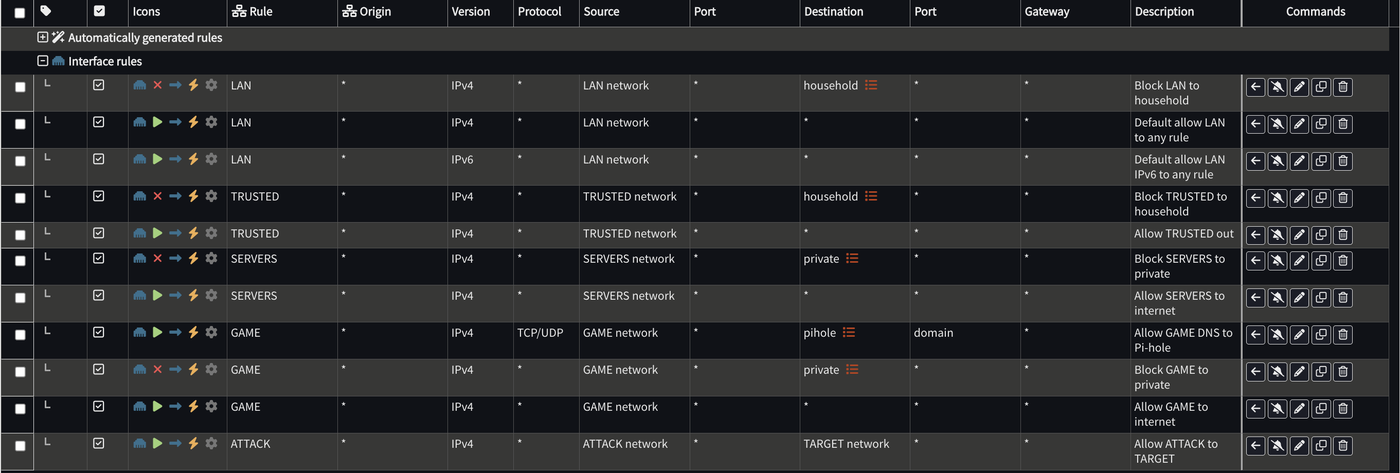 Icons Rule Origin Version Protocol Source Port Destination Port Gateway Description Commands
Automatically generated rules
Interface rules
LAN * IPv4 * LAN network * household * * Block LAN to
household
LAN * IPv4 * LAN network * * * * Default allow LAN
to any rule
LAN * IPv6 * LAN network * * * * Default allow LAN
IPv6 to any rule
TRUSTED * IPv4 * TRUSTED network * household * * Block TRUSTED to
household
TRUSTED * IPv4 * TRUSTED network * * * * Allow TRUSTED out
SERVERS * IPv4 * SERVERS network * private * * Block SERVERS to
private
SERVERS * IPv4 * SERVERS network * * * * Allow SERVERS to
internet
GAME * IPv4 TCP/UDP GAME network * pihole domain * Allow GAME DNS to
Pi-hole
GAME * IPv4 * GAME network * private * * Block GAME to
private
GAME * IPv4 * GAME network * * * * Allow GAME to
internet
ATTACK * IPv4 * ATTACK network * TARGET network * * Allow ATTACK to
TARGET